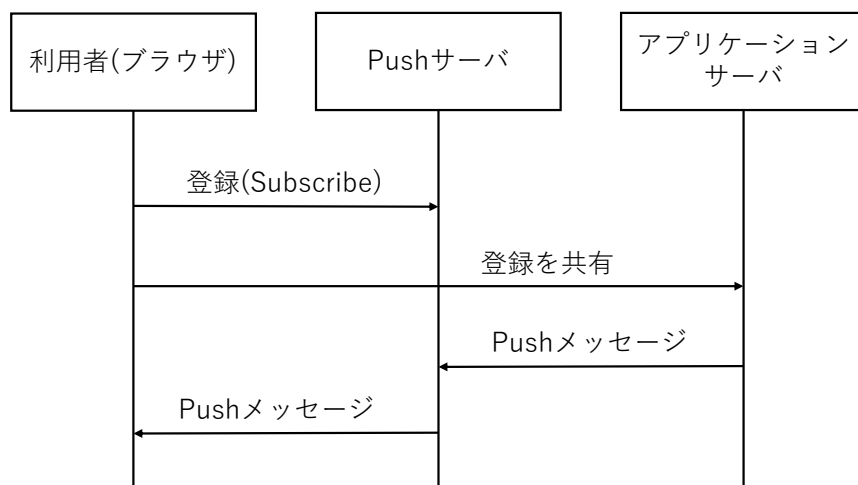 利用者(ブラウザ)
Pushサーバ
アプリケーション
サーバ
登録(Subscribe)
登録を共有
Pushメッセージ
Pushメッセージ